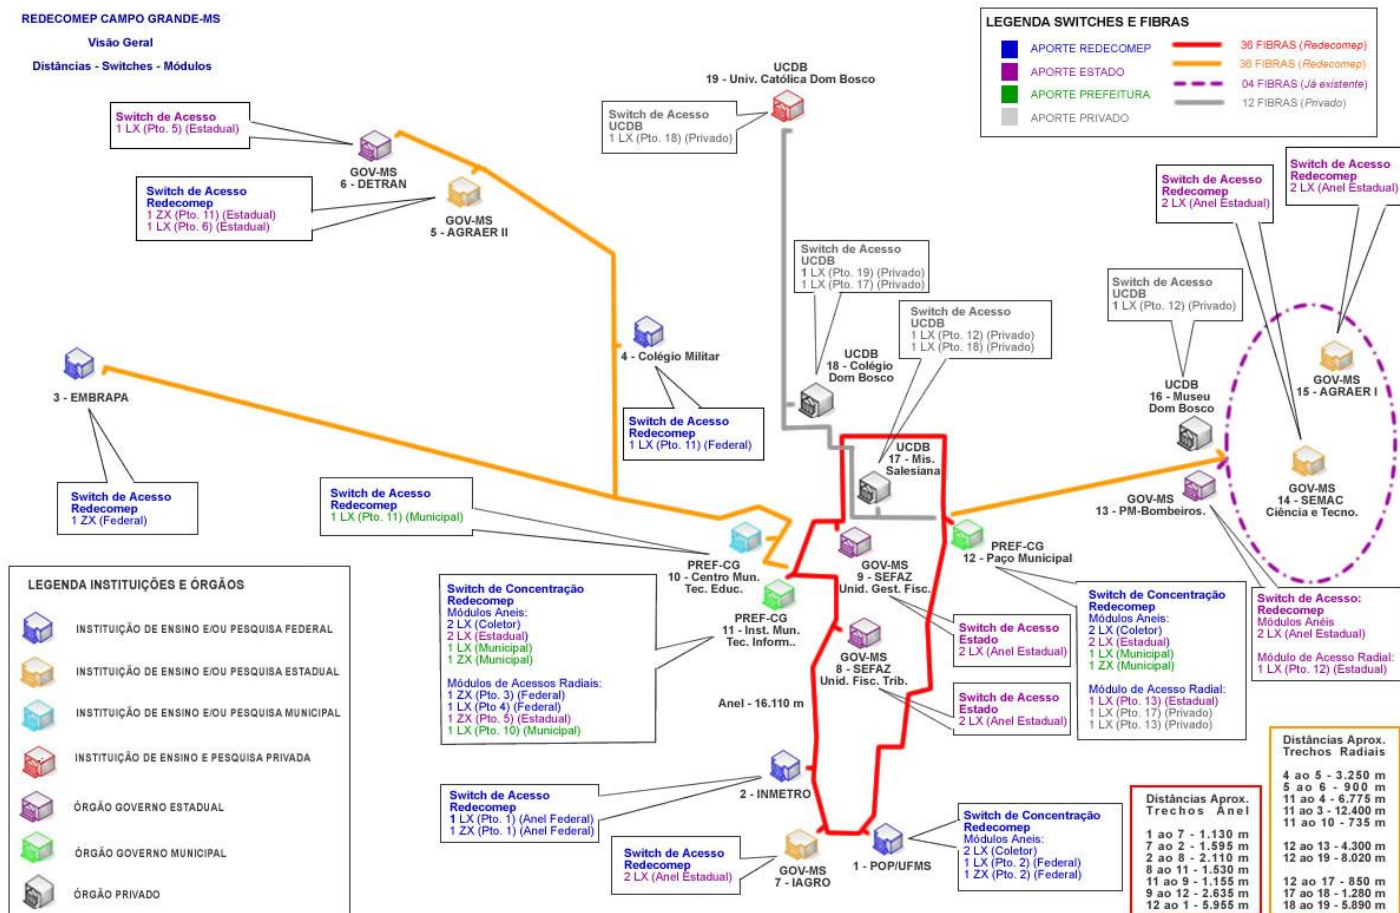 REDECOMEP CAMPO GRANDE-MS
Visão Geral
Distâncias - Switches - Módulos
LEGENDA SWITCHES E FIBRAS
APORTE REDECOMEP
36 FIBRAS (Redecomep)
APORTE ESTADO
36 FIBRAS (Redecomep)
APORTE PREFEITURA
04 FIBRAS (Já existente)
APORTE PRIVADO
12 FIBRAS (Privado)
UCDB
19 - Univ. Católica Dom Bosco
Switch de Acesso
UCDB
1 LX (Pto. 18) (Privado)
Switch de Acesso
1 LX (Pto. 5) (Estadual)
GOV-MS
6 - DETRAN
Switch de Acesso
Redecomep
1 ZX (Pto. 11) (Estadual)
1 LX (Pto. 6) (Estadual)
GOV-MS
5 - AGRAER II
Switch de Acesso
Redecomep
2 LX (Anel Estadual)
Switch de Acesso
Redecomep
2 LX (Anel Estadual)
Switch de Acesso
UCDB
1 LX (Pto. 19) (Privado)
1 LX (Pto. 17) (Privado)
Switch de Acesso
UCDB
1 LX (Pto. 12) (Privado)
1 LX (Pto. 18) (Privado)
Switch de Acesso
UCDB
1 LX (Pto. 12) (Privado)
4 - Colégio Militar
UCDB
18 - Colégio
Dom Bosco
UCDB
16 - Museu
Dom Bosco
GOV-MS
15 - AGRAER I
3 - EMBRAPA
Switch de Acesso
Redecomep
1 LX (Pto. 11) (Federal)
UCDB
17 - Mis.
Salesiana
GOV-MS
14 - SEMAC
Ciência e Tecno.
GOV-MS
13 - PM-Bombeiros.
Switch de Acesso
Redecomep
1 ZX (Federal)
Switch de Acesso
Redecomep
1 LX (Pto. 11) (Municipal)
PREF-CG
10 - Centro Mun.
Tec. Educ.
GOV-MS
9 - SEFAZ
Unid. Gest. Fisc.
PREF-CG
12 - Paço Municipal
PREF-CG
11 - Inst. Mun.
Tec. Inform..
GOV-MS
8 - SEFAZ
Unid. Fisc. Trib.
Switch de Concentração
Redecomep
Módulos Aneis:
2 LX (Coletor)
2 LX (Estadual)
1 LX (Municipal)
1 ZX (Municipal)
Módulos de Acessos Radiais:
1 ZX (Pto. 3) (Federal)
1 LX (Pto 4) (Federal)
1 ZX (Pto. 5) (Estadual)
1 LX (Pto. 10) (Municipal)
Switch de Acesso
Estado
2 LX (Anel Estadual)
Switch de Acesso
Estado
2 LX (Anel Estadual)
Switch de Concentração
Redecomep
Módulos Aneis:
2 LX (Coletor)
2 LX (Estadual)
1 LX (Municipal)
1 ZX (Municipal)
Módulo de Acesso Radial:
1 LX (Pto. 13) (Estadual)
1 LX (Pto. 17) (Privado)
1 LX (Pto. 13) (Privado)
Switch de Acesso:
Redecomep
Módulos Anéis
2 LX (Anel Estadual)
Módulo de Acesso Radial:
1 LX (Pto. 12) (Estadual)
Anel - 16.110 m
2 - INMETRO
Switch de Acesso
Redecomep
1 LX (Pto. 1) (Anel Federal)
1 ZX (Pto. 1) (Anel Federal)
Switch de Acesso
Redecomep
2 LX (Anel Estadual)
GOV-MS
7 - IAGRO
1 - POP/UFMS
Switch de Concentração
Redecomep
Módulos Aneis:
2 LX (Coletor)
1 LX (Pto. 2) (Federal)
1 ZX (Pto. 2) (Federal)
LEGENDA INSTITUIÇÕES E ÓRGÃOS
INSTITUIÇÃO DE ENSINO E/OU PESQUISA FEDERAL
INSTITUIÇÃO DE ENSINO E/OU PESQUISA ESTADUAL
INSTITUIÇÃO DE ENSINO E/OU PESQUISA MUNICIPAL
INSTITUIÇÃO DE ENSINO E PESQUISA PRIVADA
ÓRGÃO GOVERNO ESTADUAL
ÓRGÃO GOVERNO MUNICIPAL
ÓRGÃO PRIVADO
Distâncias Aprox.
Trechos Anel
1 ao 7 - 1.130 m
7 ao 2 - 1.595 m
2 ao 8 - 2.110 m
8 ao 11 - 1.530 m
11 ao 9 - 1.155 m
9 ao 12 - 2.635 m
12 ao 1 - 5.955 m
Distâncias Aprox.
Trechos Radiais
4 ao 5 - 3.250 m
5 ao 6 - 900 m
11 ao 4 - 6.775 m
11 ao 3 - 12.400 m
11 ao 10 - 735 m
12 ao 13 - 4.300 m
12 ao 19 - 8.020 m
12 ao 17 - 850 m
17 ao 18 - 1.280 m
18 ao 19 - 5.890 m